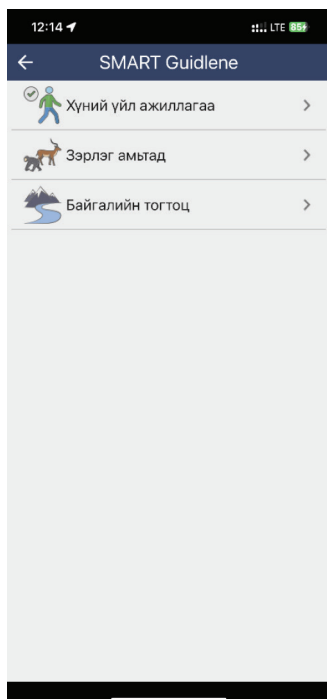 12:14 LTE 85
SMART Guidlene
Хүний үйл ажиллагаа
Зэрлэг амьтад
Байгалийн тогтоц